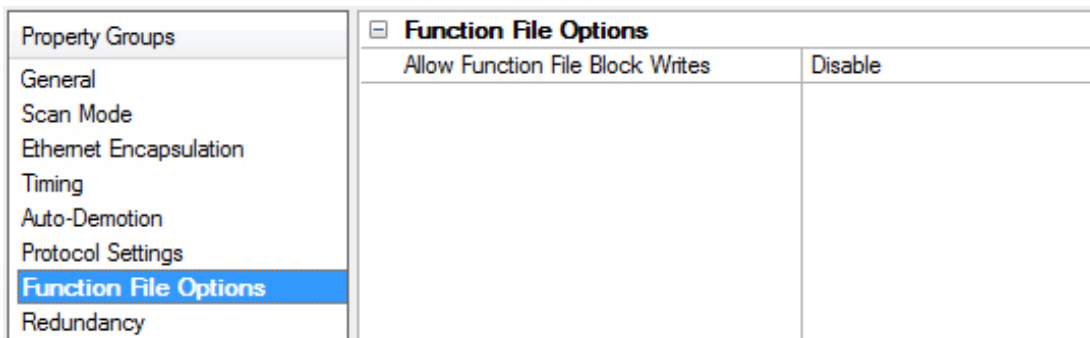 Property Groups
General
Scan Mode
Ethernet Encapsulation
Timing
Auto-Demotion
Protocol Settings
Function File Options
Redundancy
Function File Options
Allow Function File Block Writes Disable